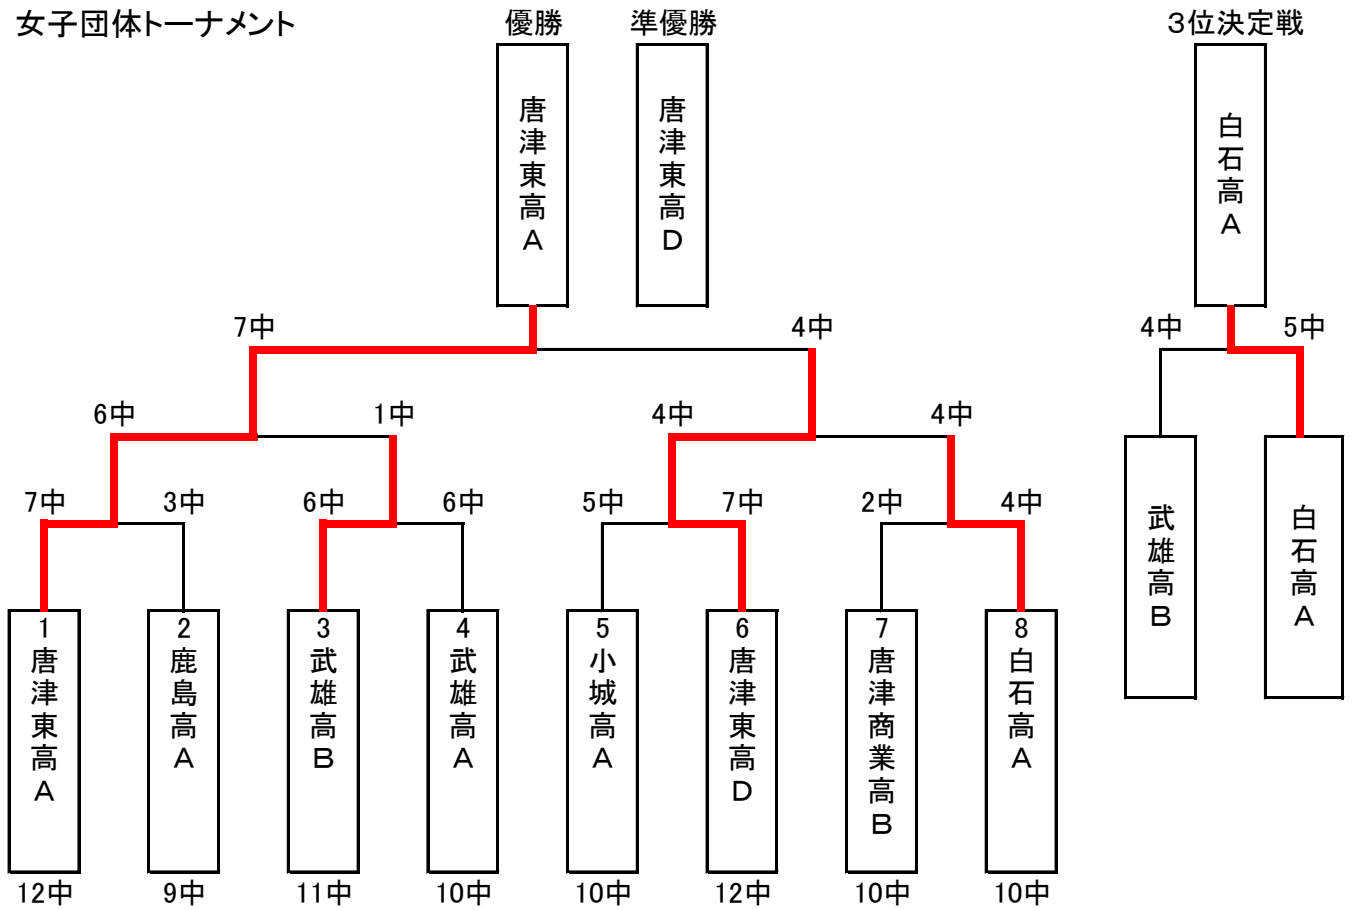 女子団体トーナメント
優勝
準優勝
3位決定戦
唐津東高A
唐津東高D
白石高A
7中
4中
4中
5中
6中
1中
4中
4中
7中
3中
6中
6中
5中
7中
2中
4中
武雄高B
白石高A
1
唐津東高A
2
鹿島高A
3
武雄高B
4
武雄高A
5
小城高A
6
唐津東高D
7
唐津商業高B
8
白石高A
12中
9中
11中
10中
10中
12中
10中
10中